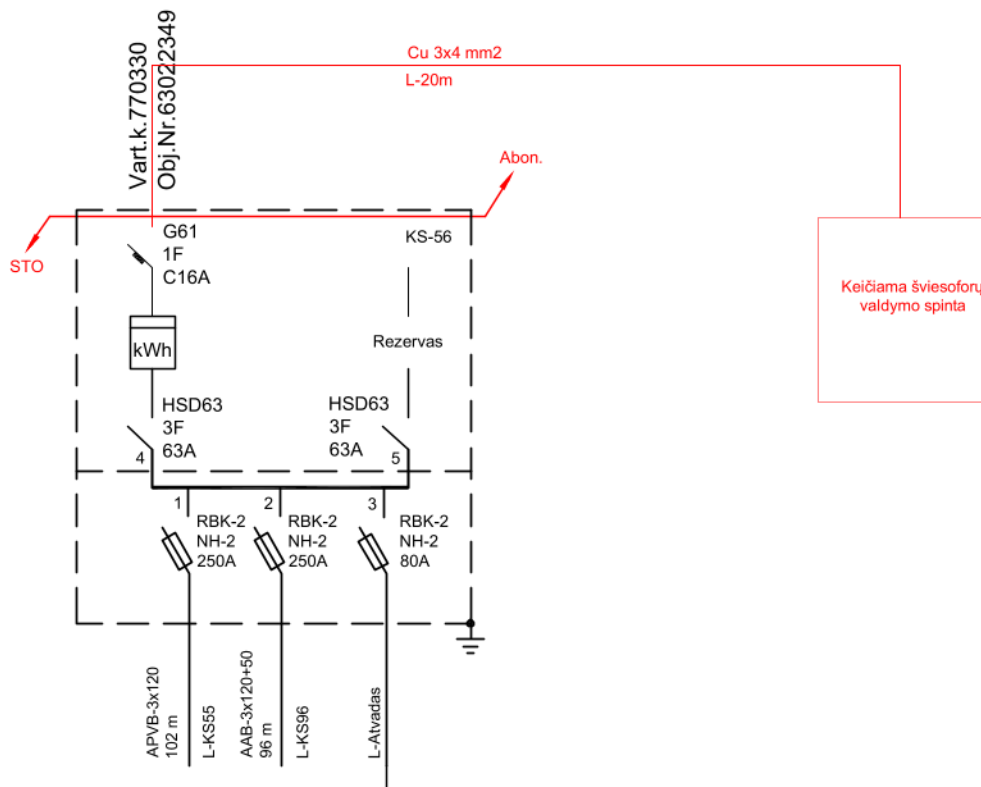 Cu 3x4 mm2
L-20m
Vart.k.770330
Obj.Nr.63022349
Abon.
STO
G61
1F
C16A
KS-56
Keičiama šviesoforų
valdymo spinta
kWh
Rezervas
HSD63
3F
63A
4
HSD63
3F
63A
5
1
2
3
RBK-2
NH-2
250A
RBK-2
NH-2
250A
RBK-2
NH-2
80A
APVB-3x120
102 m
L-KS55
AAB-3x120+50
96 m
L-KS96
L-Atvadas